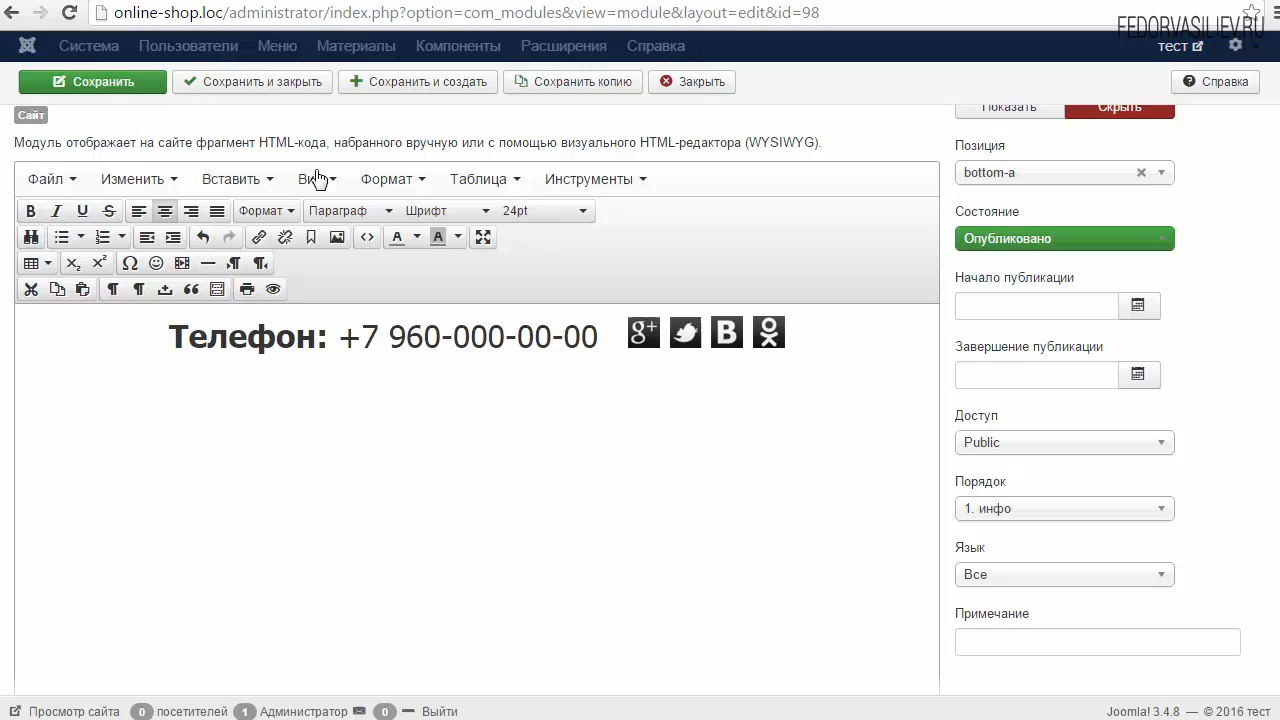 online-shop.loc/administrator/index.php?option=com_modules&view=module&layout=edit&id=98
FEDORVASILIEV.RU
Система Пользователи Меню Материалы Компоненты Расширения Справка тест
Сохранить Сохранить и закрыть Сохранить и создать Сохранить копию Закрыть Справка
Сайт
Показать Скрыть
Модуль отображает на сайте фрагмент HTML-кода, набранного вручную или с помощью визуального HTML-редактора (WYSIWYG).
Файл Изменить Вставить Вид Формат Таблица Инструменты
Формат Параграф Шрифт 24pt
Телефон: +7 960-000-00-00
Позиция
bottom-a
Состояние
Опубликовано
Начало публикации
Завершение публикации
Доступ
Public
Порядок
1. инфо
Язык
Все
Примечание
Просмотр сайта 0 посетителей 1 Администратор 0 Выйти
Joomla! 3.4.8 — © 2016 тест